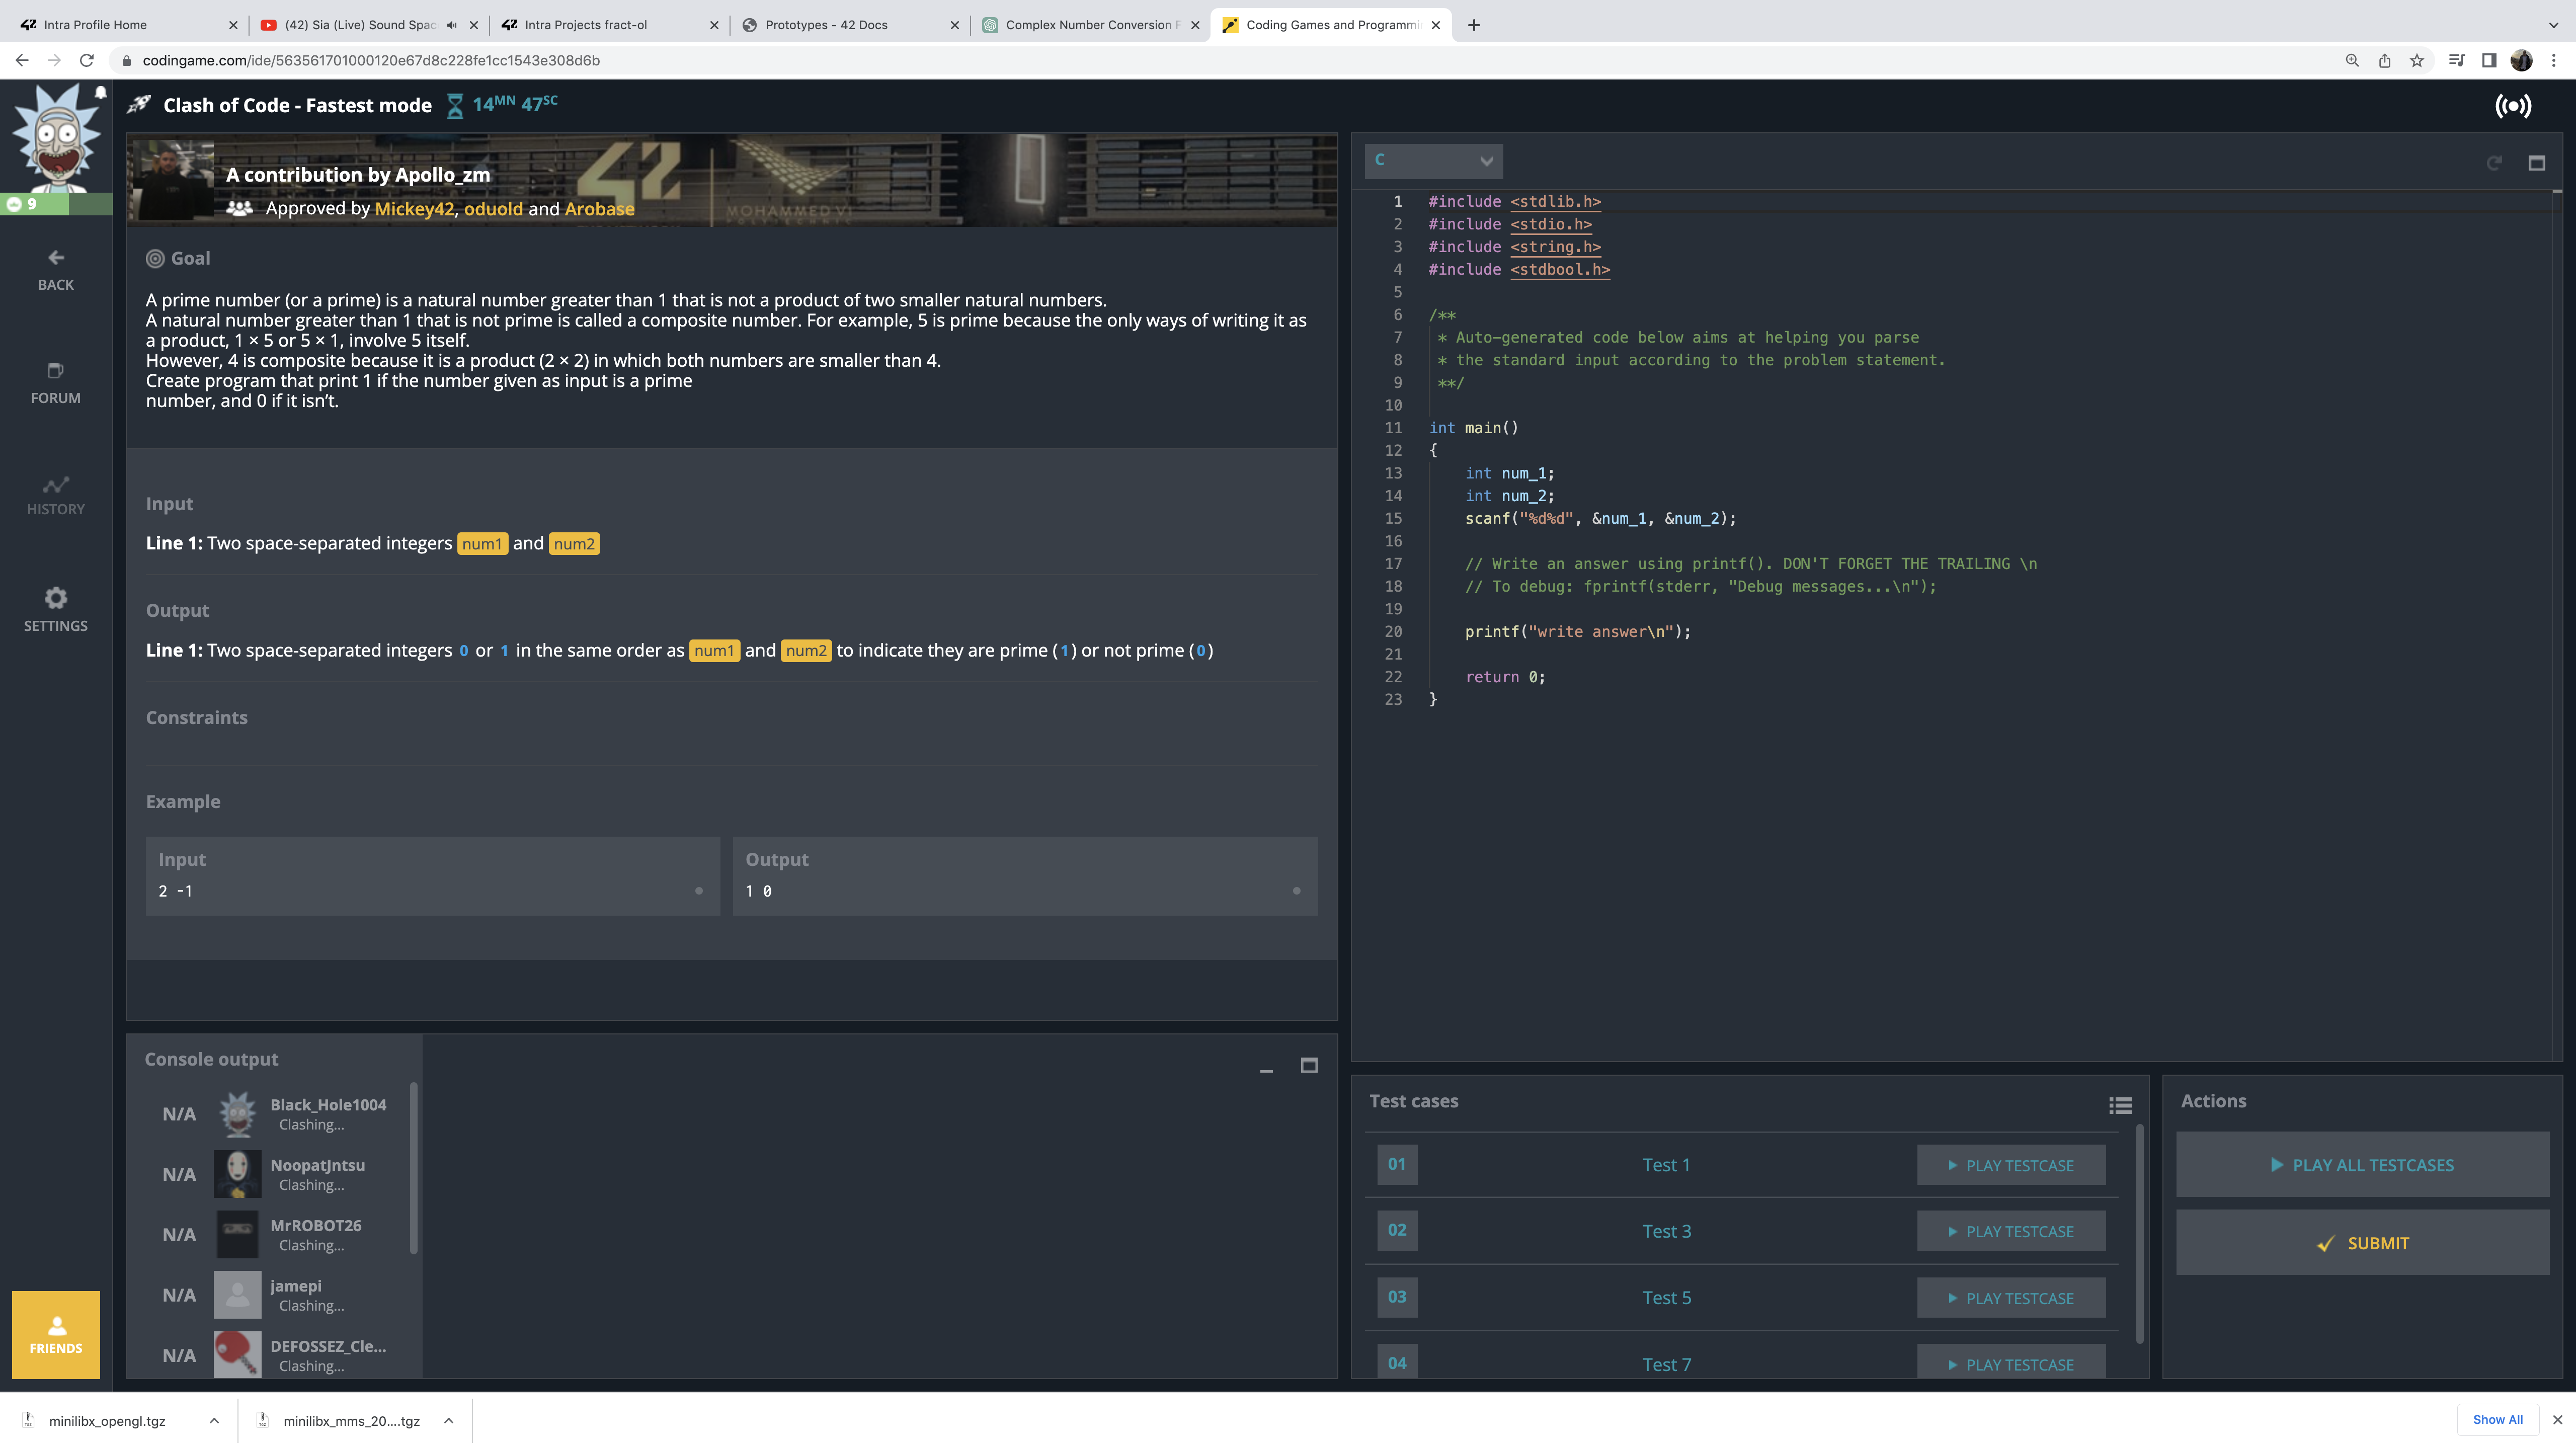 Intra Profile Home
(42) Sia (Live) Sound Spac
Intra Projects fract-ol
Prototypes - 42 Docs
Complex Number Conversion F
Coding Games and Programmi
codingame.com/ide/563561701000120e67d8c228fe1cc1543e308d6b
Clash of Code - Fastest mode
14MN 47SC
9
BACK
FORUM
HISTORY
SETTINGS
FRIENDS
42
MOHAMMED VI
A contribution by Apollo_zm
Approved by Mickey42, oduold and Arobase
Goal
A prime number (or a prime) is a natural number greater than 1 that is not a product of two smaller natural numbers.
A natural number greater than 1 that is not prime is called a composite number. For example, 5 is prime because the only ways of writing it as
a product, 1 × 5 or 5 × 1, involve 5 itself.
However, 4 is composite because it is a product (2 × 2) in which both numbers are smaller than 4.
Create program that print 1 if the number given as input is a prime
number, and 0 if it isn’t.
Input
Line 1: Two space-separated integers num1 and num2
Output
Line 1: Two space-separated integers 0 or 1 in the same order as num1 and num2 to indicate they are prime (1) or not prime (0)
Constraints
Example
Input
2 -1
Output
1 0
Console output
N/A
Black_Hole1004
Clashing...
N/A
NoopatJntsu
Clashing...
N/A
MrROBOT26
Clashing...
N/A
jamepi
Clashing...
N/A
DEFOSSEZ_Cle...
Clashing...
C
1 #include <stdlib.h>
2 #include <stdio.h>
3 #include <string.h>
4 #include <stdbool.h>
5
6 /**
7 * Auto-generated code below aims at helping you parse
8 * the standard input according to the problem statement.
9 **/
10
11 int main()
12 {
13 int num_1;
14 int num_2;
15 scanf("%d%d", &num_1, &num_2);
16
17 // Write an answer using printf(). DON'T FORGET THE TRAILING \n
18 // To debug: fprintf(stderr, "Debug messages...\n");
19
20 printf("write answer\n");
21
22 return 0;
23 }
Test cases
01 Test 1 PLAY TESTCASE
02 Test 3 PLAY TESTCASE
03 Test 5 PLAY TESTCASE
04 Test 7 PLAY TESTCASE
Actions
PLAY ALL TESTCASES
SUBMIT
minilibx_opengl.tgz
minilibx_mms_20....tgz
Show All